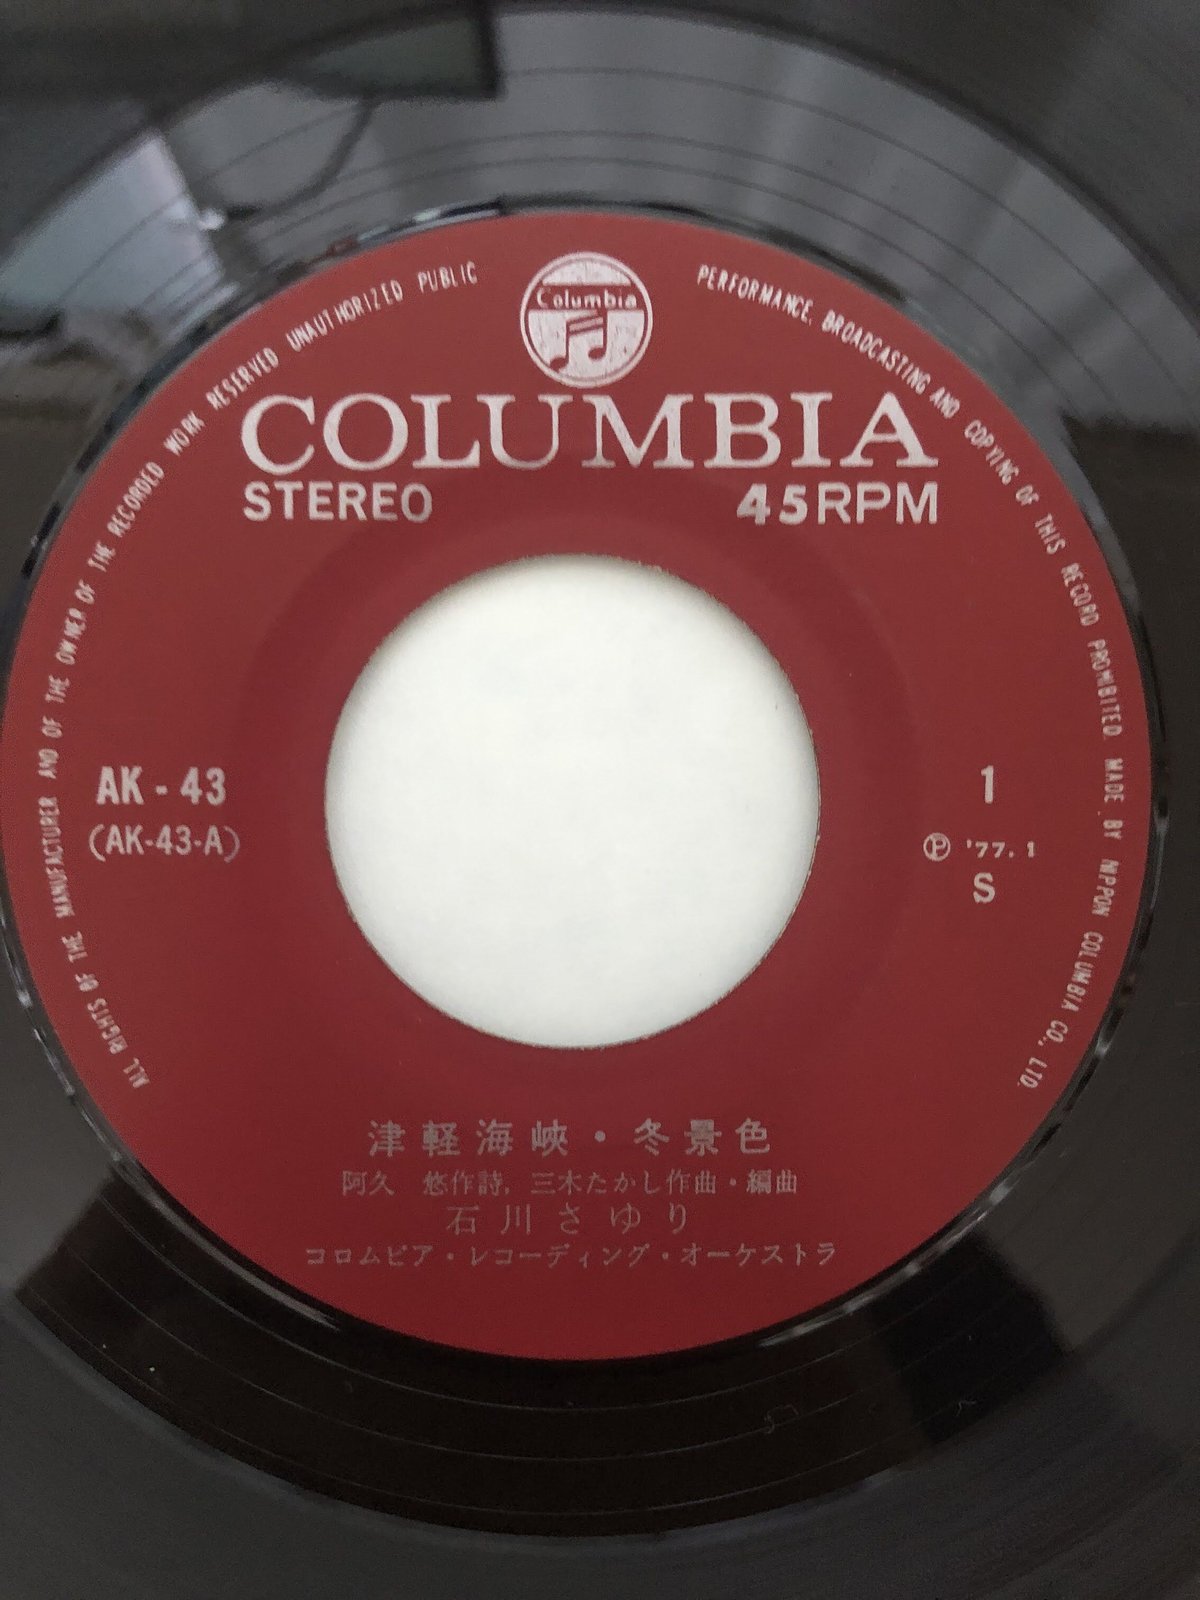 ALL RIGHTS OF THE MANUFACTURER AND OF THE OWNER OF THE RECORDED WORK RESERVED UNAUTHORIZED PUBLIC PERFORMANCE, BROADCASTING AND COPYING OF THIS RECORD PROHIBITED. MADE BY NIPPON COLUMBIA CO., LTD.
Columbia
COLUMBIA
STEREO 45RPM
AK-43 1
(AK-43-A) Ⓟ '77.1
S
津軽海峡・冬景色
阿久 悠作詩, 三木たかし作曲・編曲
石川さゆり
コロムビア・レコーディング・オーケストラ